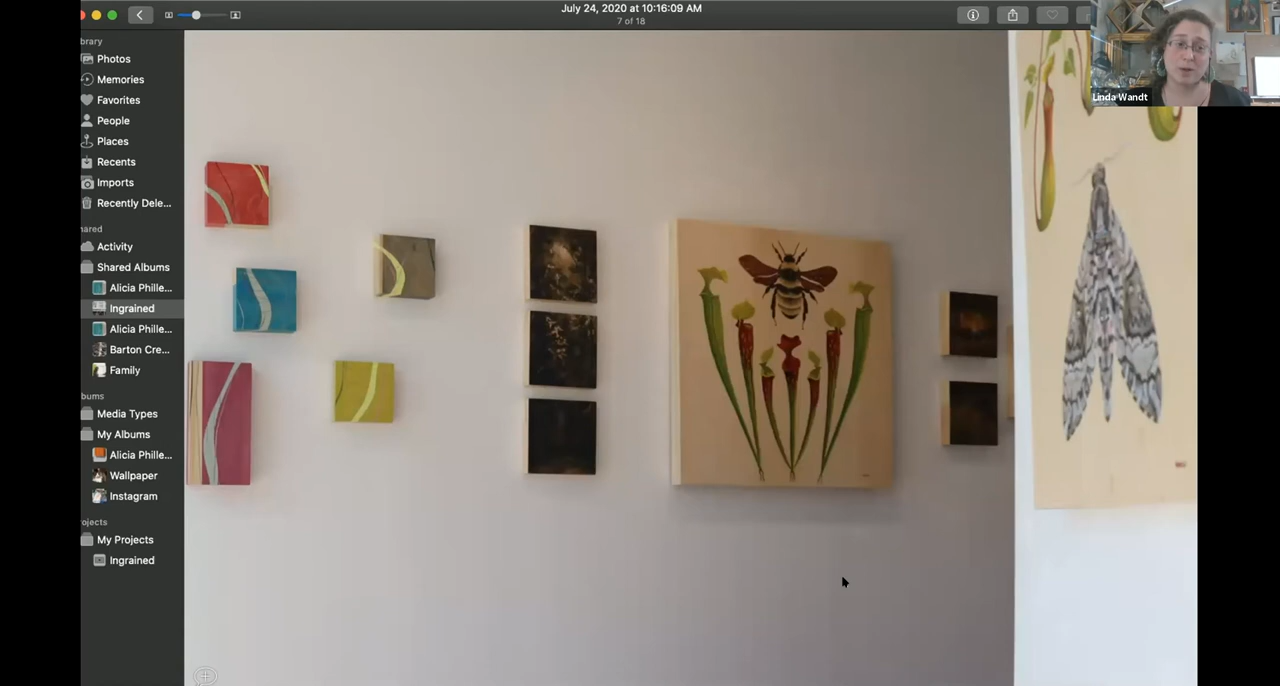 July 24, 2020 at 10:16:09 AM
7 of 18
brary
Photos
Memories
Favorites
People
Places
Recents
Imports
Recently Dele...
hared
Activity
Shared Albums
Alicia Phille...
Ingrained
Alicia Phille...
Barton Cre...
Family
bums
Media Types
My Albums
Alicia Phille...
Wallpaper
Instagram
rojects
My Projects
Ingrained
Linda Wandt